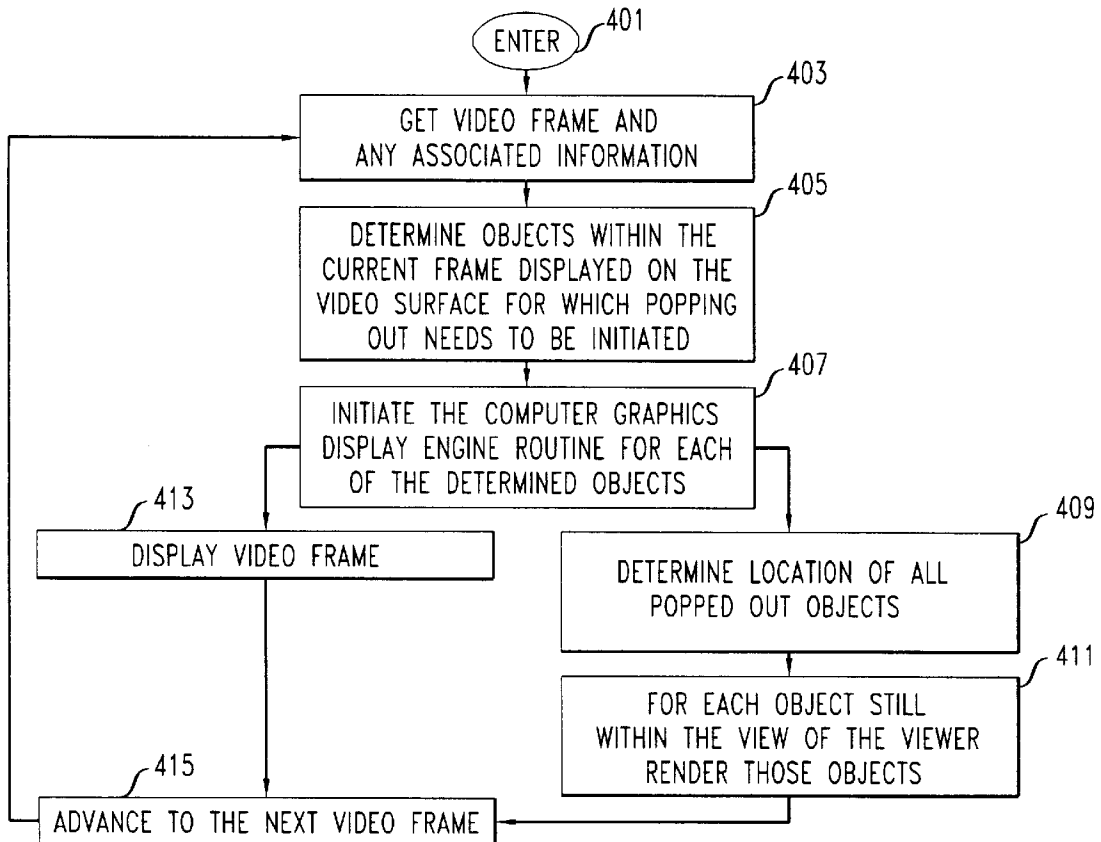 401
ENTER
403
GET VIDEO FRAME AND
ANY ASSOCIATED INFORMATION
405
DETERMINE OBJECTS WITHIN THE
CURRENT FRAME DISPLAYED ON THE
VIDEO SURFACE FOR WHICH POPPING
OUT NEEDS TO BE INITIATED
407
INITIATE THE COMPUTER GRAPHICS
DISPLAY ENGINE ROUTINE FOR EACH
OF THE DETERMINED OBJECTS
413
DISPLAY VIDEO FRAME
409
DETERMINE LOCATION OF ALL
POPPED OUT OBJECTS
411
FOR EACH OBJECT STILL
WITHIN THE VIEW OF THE VIEWER
RENDER THOSE OBJECTS
415
ADVANCE TO THE NEXT VIDEO FRAME